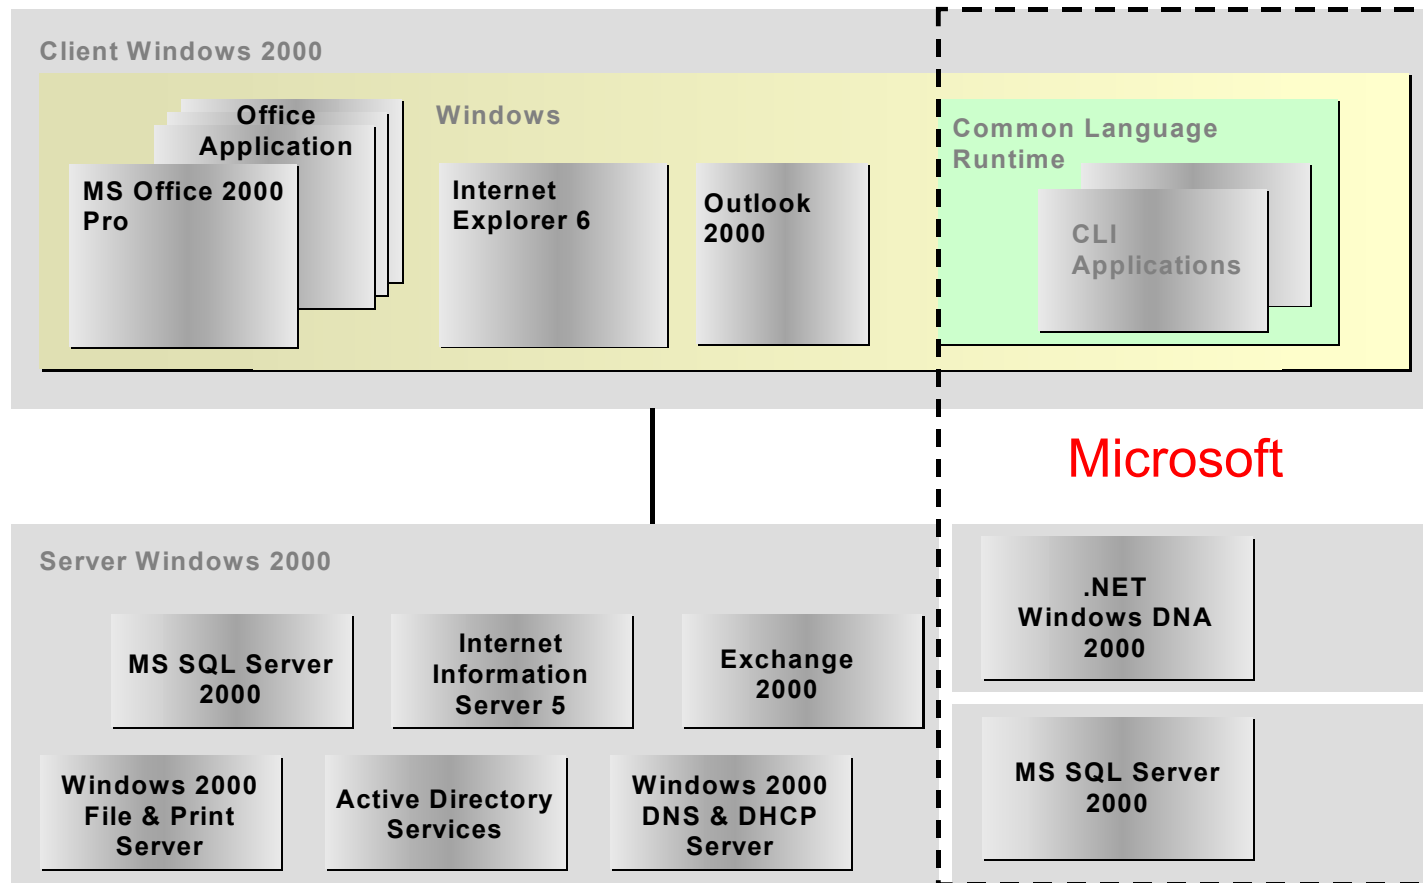 Client Windows 2000
Office
Application
Windows
Common Language
Runtime
MS Office 2000
Pro
Internet
Explorer 6
Outlook
2000
CLI
Applications
Microsoft
Server Windows 2000
.NET
Windows DNA
2000
MS SQL Server
2000
Internet
Information
Server 5
Exchange
2000
MS SQL Server
2000
Windows 2000
File & Print
Server
Active Directory
Services
Windows 2000
DNS & DHCP
Server